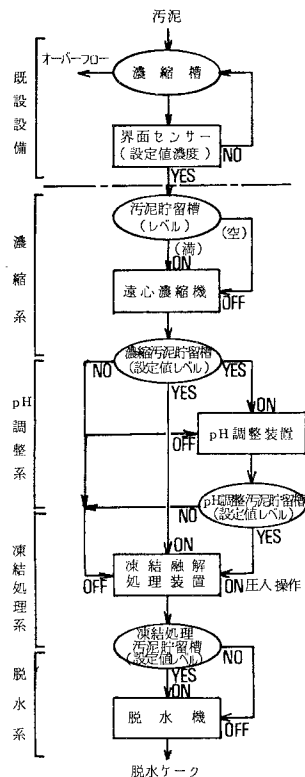 汚泥
オーバーフロー
濃縮槽
界面センサー
(設定値濃度)
NO
YES
汚泥貯留槽
(レベル)
(空)
(満)
ON
遠心濃縮機
OFF
濃縮汚泥貯留槽
(設定値レベル)
NO
YES
YES
ON
pH調整装置
OFF
pH調整汚泥貯留槽
(設定値レベル)
NO
YES
ON
凍結融解
処理装置
ON圧入操作
OFF
凍結処理
汚泥貯留槽
(設定値レベル)
NO
YES
ON
脱水機
OFF
脱水ケーク
既設設備
濃縮系
pH調整系
凍結処理系
脱水系